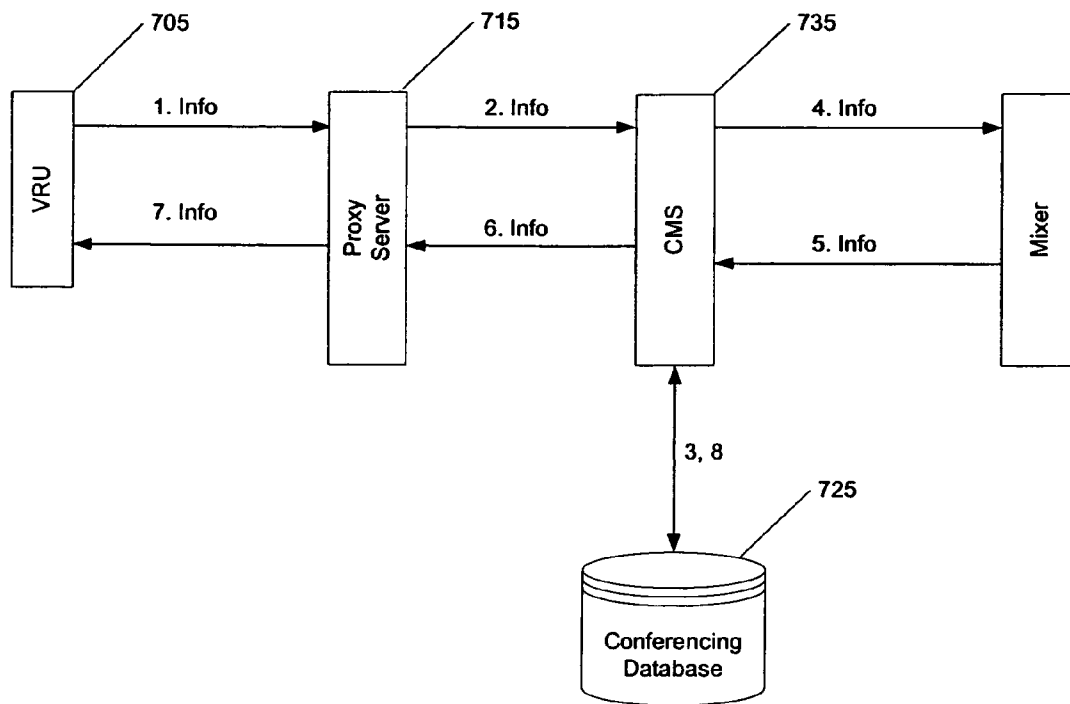 705
715
735
1. Info
2. Info
4. Info
VRU
Proxy
Server
CMS
Mixer
7. Info
6. Info
5. Info
3, 8
725
Conferencing
Database